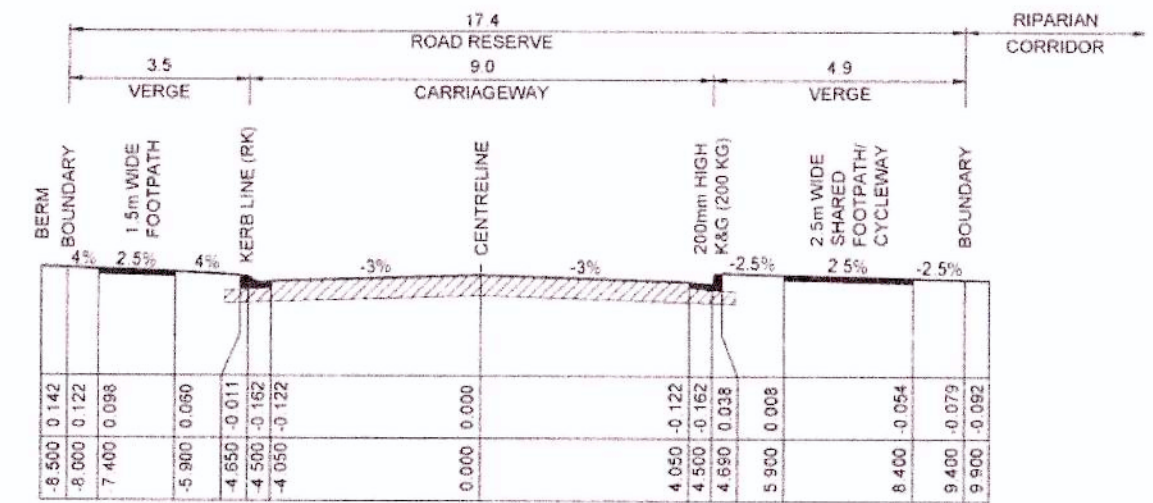 17.4
ROAD RESERVE
RIPARIAN
CORRIDOR
3.5
VERGE
9.0
CARRIAGEWAY
4.9
VERGE
BERM
BOUNDARY
1.5m WIDE
FOOTPATH
KERB LINE (RK)
CENTRELINE
200mm HIGH
K&G (200 KG)
2.5m WIDE
SHARED
FOOTPATH/
CYCLEWAY
BOUNDARY
4% 2.5% 4% -3% -3% -2.5% 2.5% -2.5%
0.142 0.122 0.098 0.060 -0.011 -0.162 -0.122 0.000 -0.122 -0.162 0.038 0.008 -0.054 -0.079 -0.092
-8.500 -8.000 -7.400 -5.900 -4.650 -4.500 -4.050 0.000 4.050 4.500 4.690 5.900 8.400 9.400 9.900